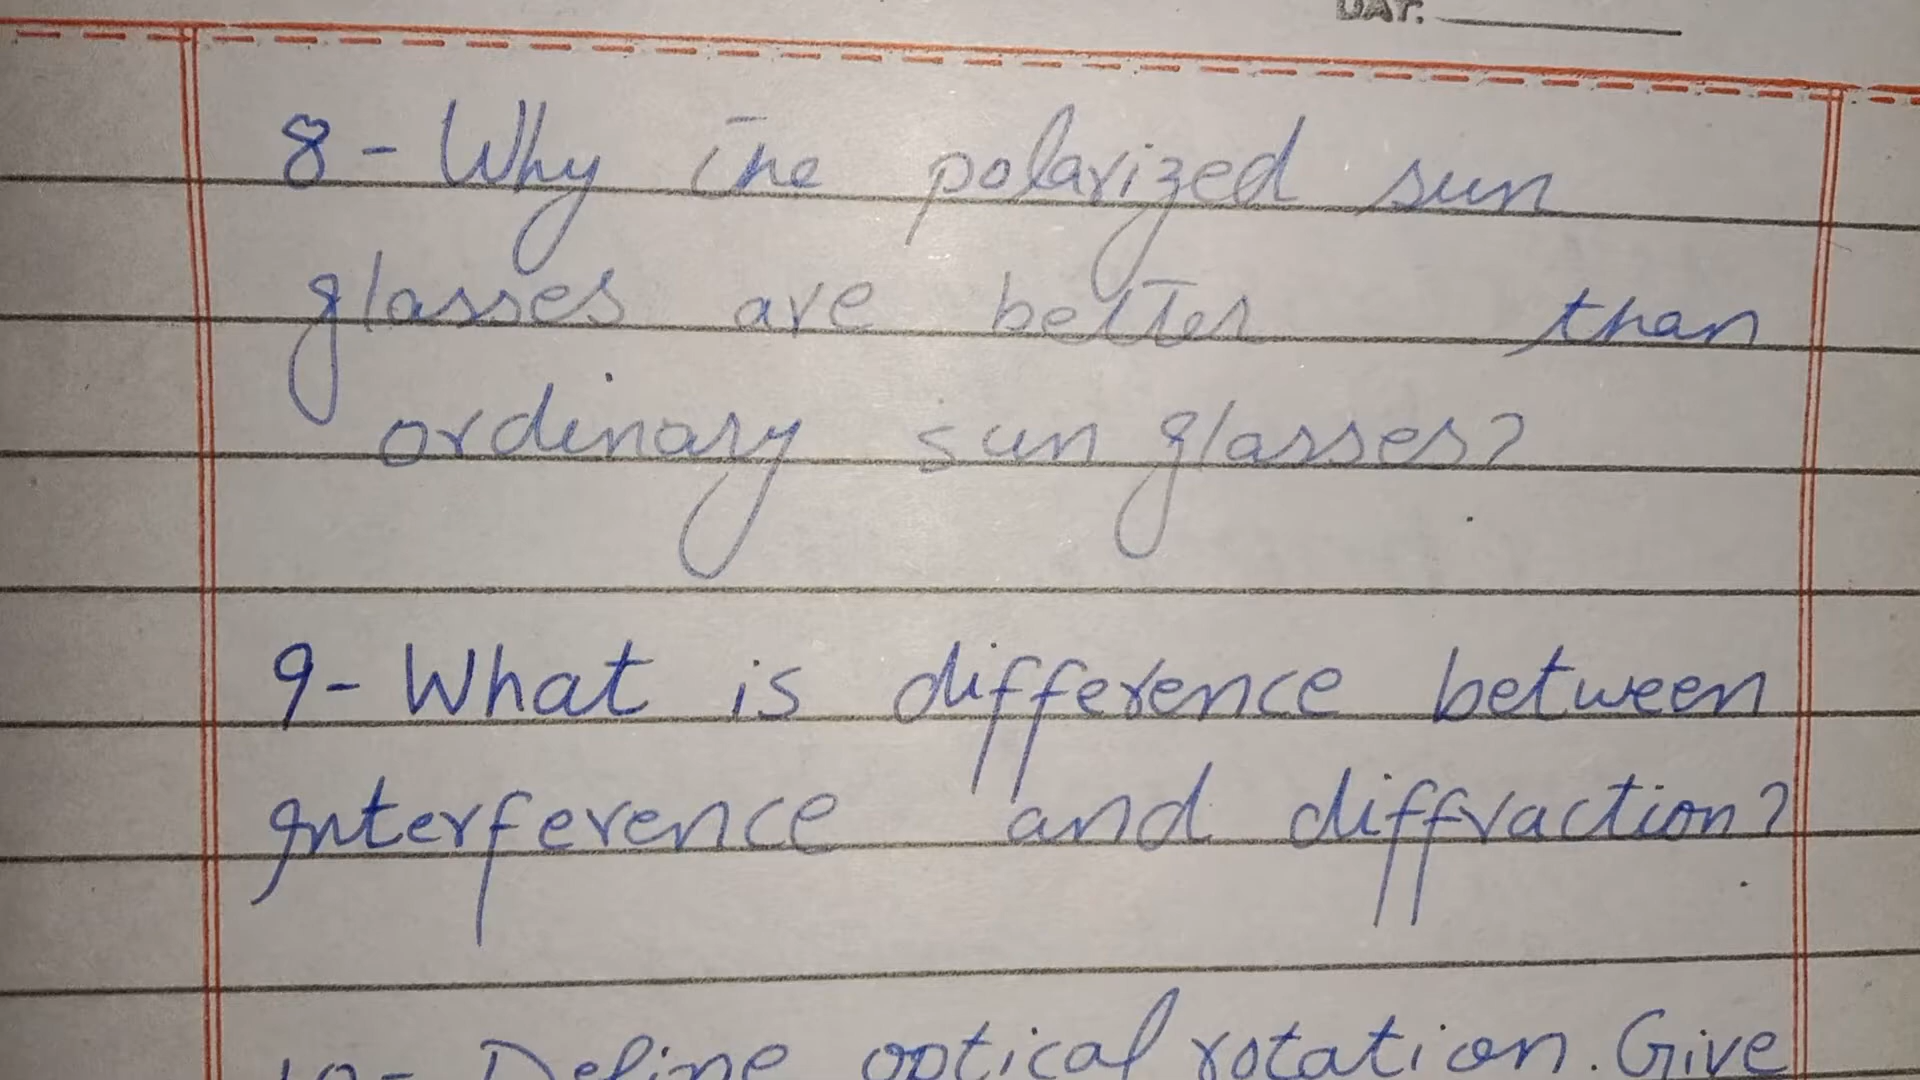 DAT:
8- Why the polarized sun
glasses are better than
ordinary sun glasses?
9- What is difference between
Interference and diffraction?
10- Define optical rotation. Give